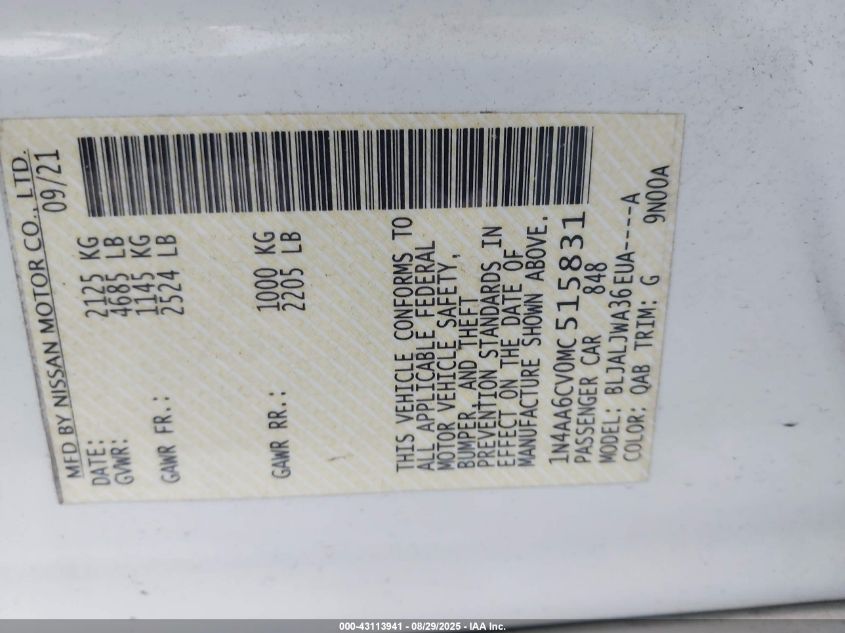 MFD BY NISSAN MOTOR CO., LTD.
DATE: 09/21
GVWR: 2125 KG
4685 LB
GAWR FR.: 1145 KG
2524 LB
GAWR RR.: 1000 KG
2205 LB
THIS VEHICLE CONFORMS TO
ALL APPLICABLE FEDERAL
MOTOR VEHICLE SAFETY,
BUMPER, AND THEFT
PREVENTION STANDARDS IN
EFFECT ON THE DATE OF
MANUFACTURE SHOWN ABOVE.
1N4AA6CV0MC515831
PASSENGER CAR 848
MODEL: BLJALJWA36EUA----A
COLOR: QAB TRIM: G 9N00A
000-43113941 - 08/29/2025 - IAA Inc.